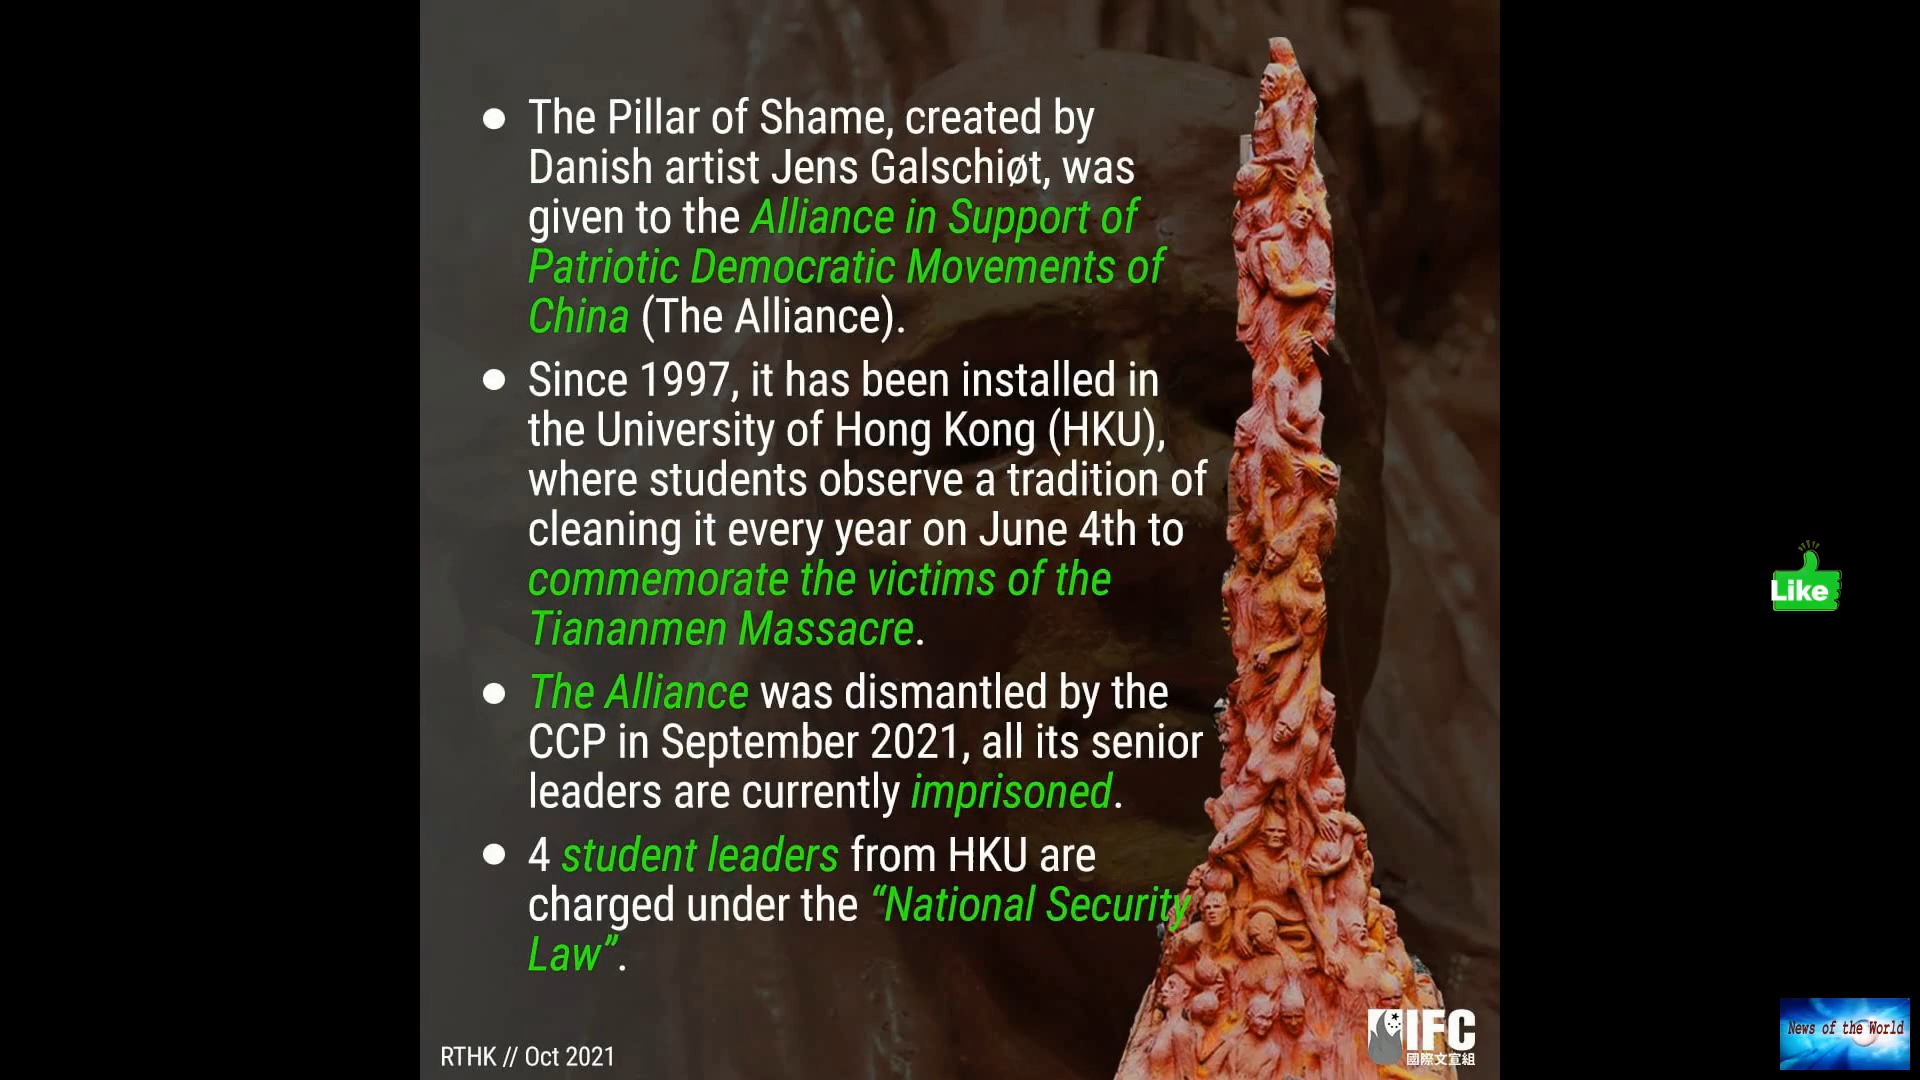 ● The Pillar of Shame, created by
Danish artist Jens Galschiøt, was
given to the Alliance in Support of
Patriotic Democratic Movements of
China (The Alliance).
● Since 1997, it has been installed in
the University of Hong Kong (HKU),
where students observe a tradition of
cleaning it every year on June 4th to
commemorate the victims of the
Tiananmen Massacre.
● The Alliance was dismantled by the
CCP in September 2021, all its senior
leaders are currently imprisoned.
● 4 student leaders from HKU are
charged under the “National Security
Law”.
RTHK // Oct 2021
IFC
國際文宣組
Like
News of the World